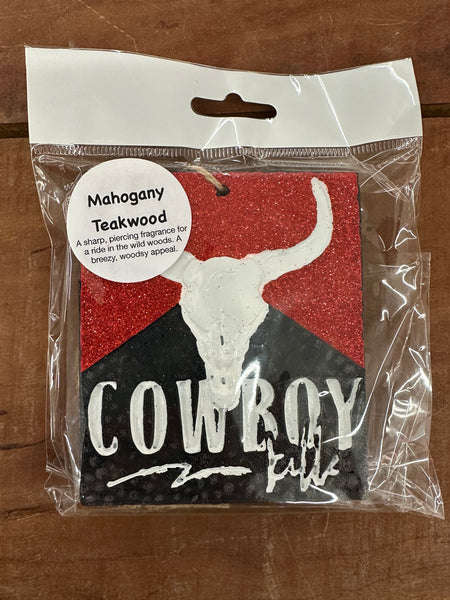 Mahogany
Teakwood
A sharp, piercing fragrance for
a ride in the wild woods. A
breezy, woodsy appeal.
COWBOY